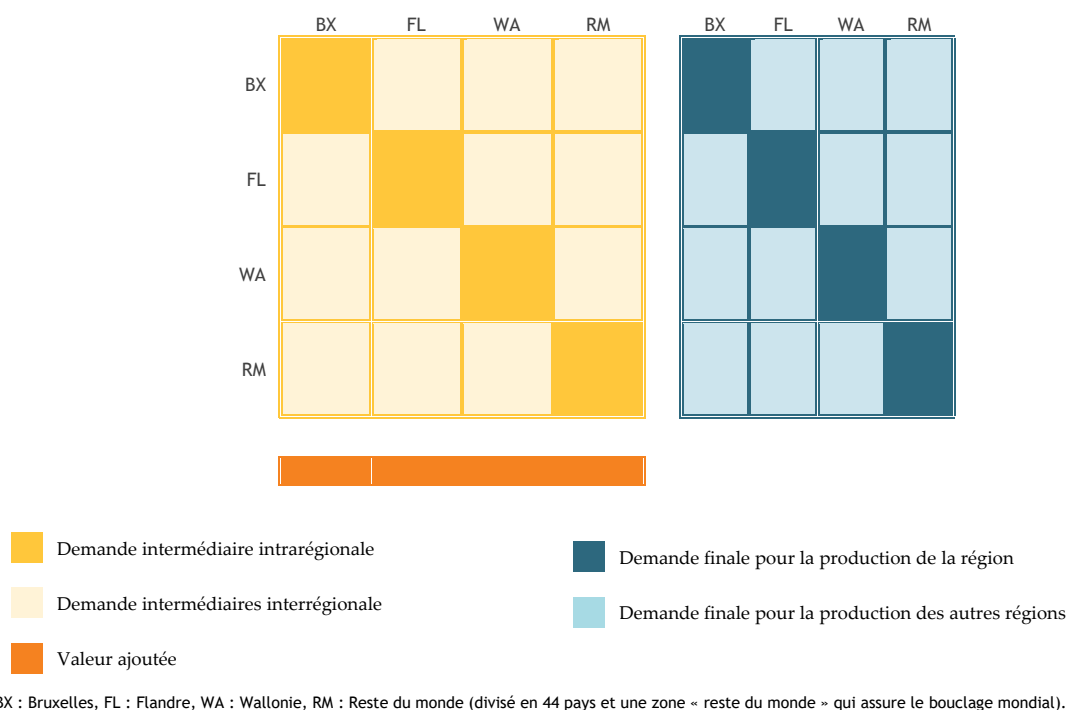 BX FL WA RM BX FL WA RM
BX
FL
WA
RM
Demande intermédiaire intrarégionale
Demande intermédiaires interrégionale
Valeur ajoutée
Demande finale pour la production de la région
Demande finale pour la production des autres régions
BX : Bruxelles, FL : Flandre, WA : Wallonie, RM : Reste du monde (divisé en 44 pays et une zone « reste du monde » qui assure le bouclage mondial).